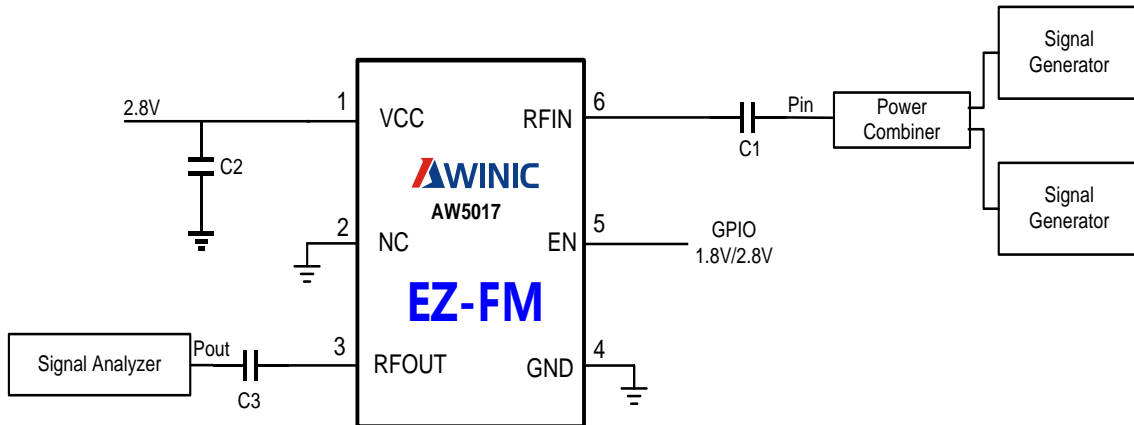 Signal
Generator
2.8V
1
VCC
RFIN
6
Pin
Power
Combiner
C1
C2
AWINIC
AW5017
Signal
Generator
2
NC
EN
5
GPIO
1.8V/2.8V
EZ-FM
Signal Analyzer
Pout
C3
3
RFOUT
GND
4